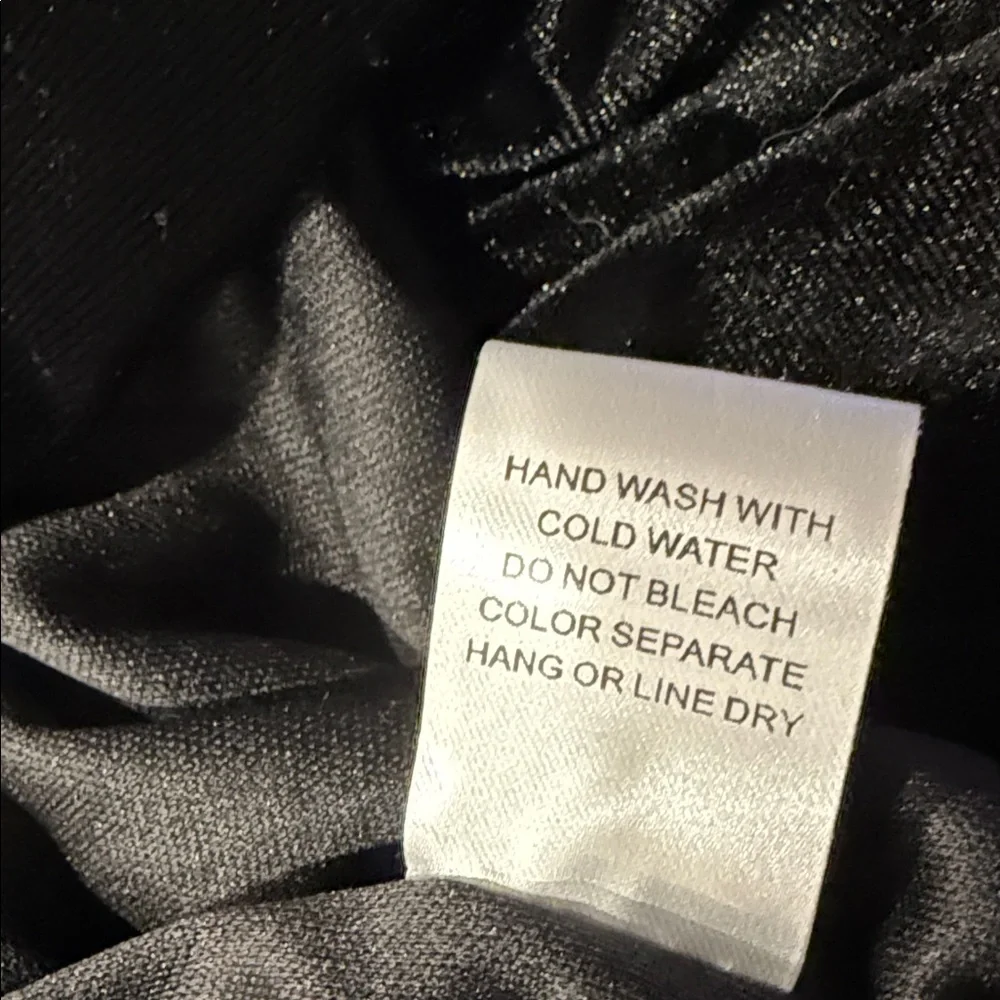 HAND WASH WITH
COLD WATER
DO NOT BLEACH
COLOR SEPARATE
HANG OR LINE DRY